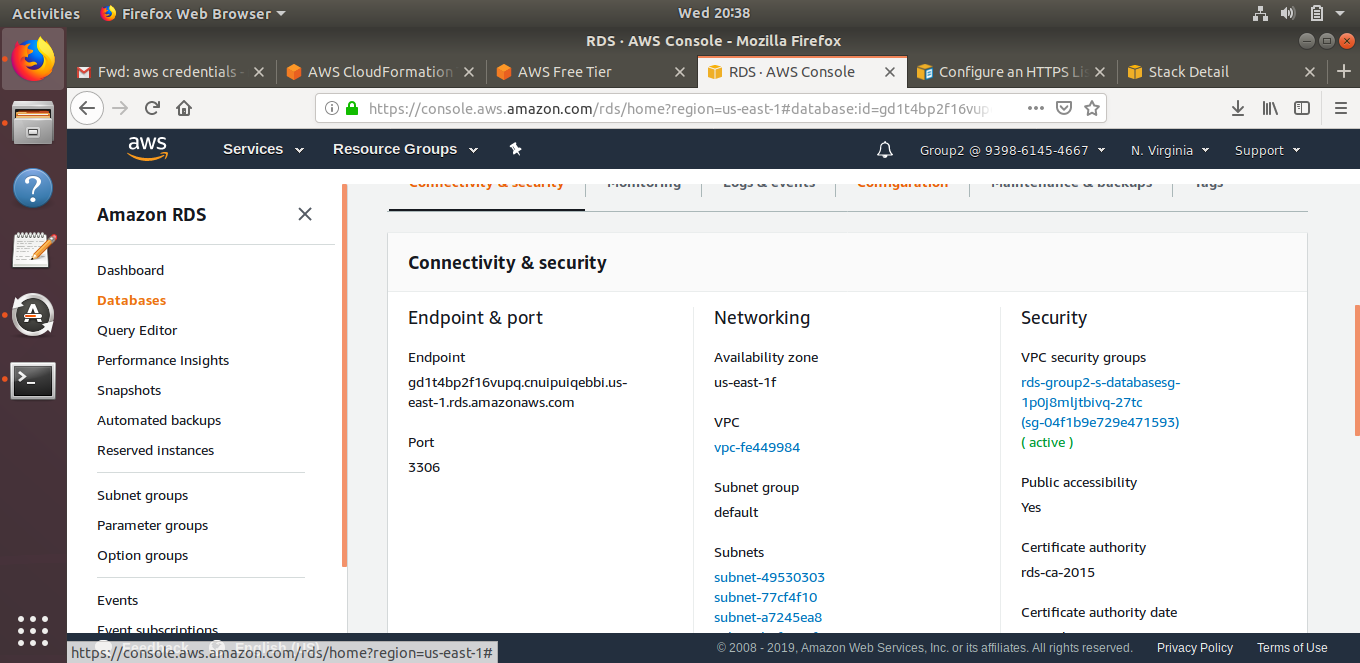 Activities Firefox Web Browser Wed 20:38
RDS · AWS Console - Mozilla Firefox
Fwd: aws credentials - AWS CloudFormation AWS Free Tier RDS · AWS Console Configure an HTTPS Lis Stack Detail
https://console.aws.amazon.com/rds/home?region=us-east-1#database:id=gd1t4bp2f16vupq
aws Services Resource Groups Group2 @ 9398-6145-4667 N. Virginia Support
Connectivity & security Monitoring Logs & events Configuration Maintenance & backups Tags
Amazon RDS
Dashboard
Databases
Query Editor
Performance Insights
Snapshots
Automated backups
Reserved instances
Subnet groups
Parameter groups
Option groups
Events
Event subscriptions
Connectivity & security
Endpoint & port
Endpoint
gd1t4bp2f16vupq.cnuipuiqebbi.us-
east-1.rds.amazonaws.com
Port
3306
Networking
Availability zone
us-east-1f
VPC
vpc-fe449984
Subnet group
default
Subnets
subnet-49530303
subnet-77cf4f10
subnet-a7245ea8
Security
VPC security groups
rds-group2-s-databasesg-
1p0j8mljtbivq-27tc
(sg-04f1b9e729e471593)
( active )
Public accessibility
Yes
Certificate authority
rds-ca-2015
Certificate authority date
Feedback English (US)
© 2008 - 2019, Amazon Web Services, Inc. or its affiliates. All rights reserved. Privacy Policy Terms of Use
https://console.aws.amazon.com/rds/home?region=us-east-1#